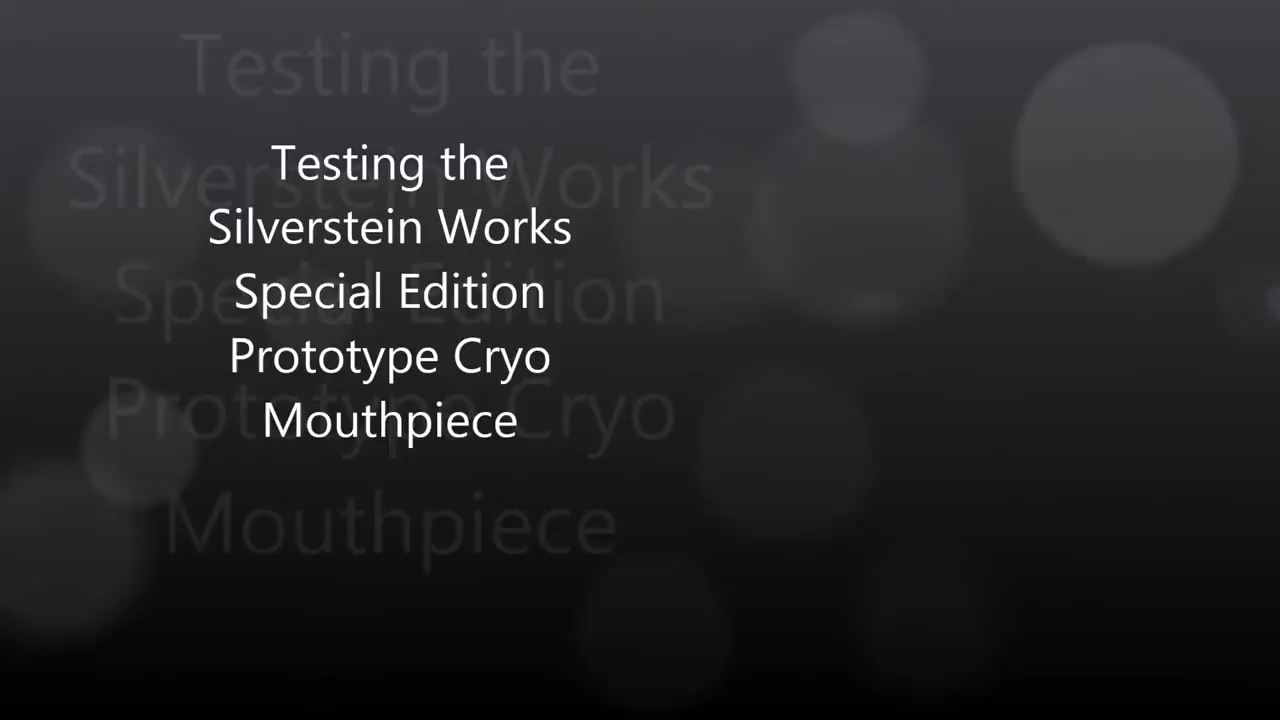 Testing the
Silverstein Works
Special Edition
Prototype Cryo
Mouthpiece